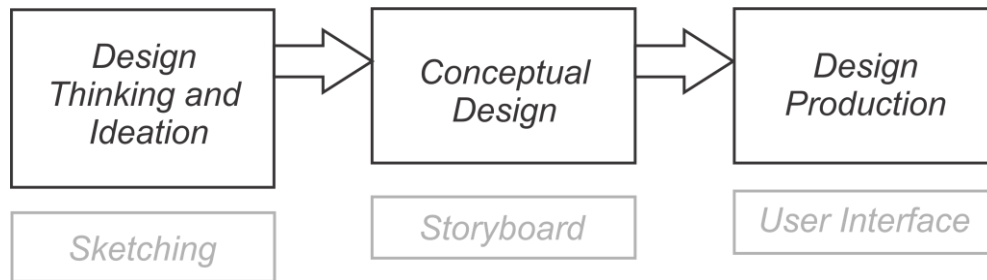 Design
Thinking and
Ideation
Conceptual
Design
Design
Production
Sketching
Storyboard
User Interface